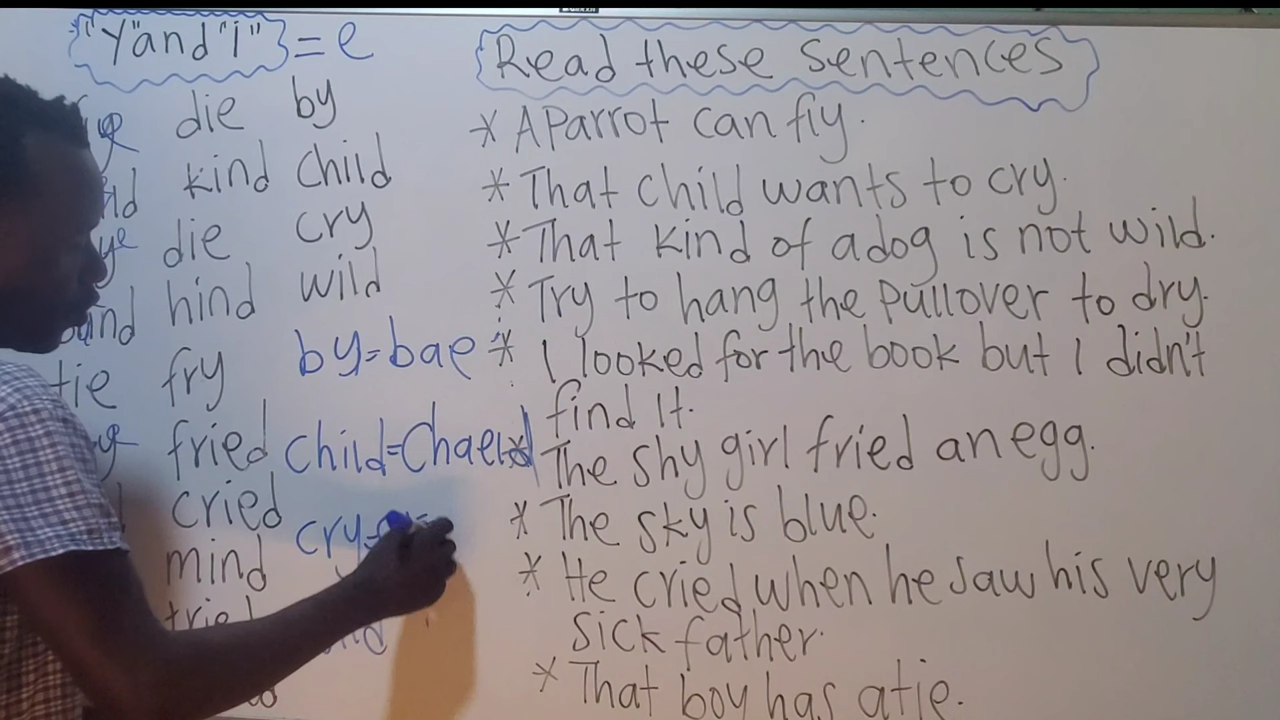 "Y"and "i" = e
die by
kind child
die cry
hind wild
tie fry by=bae
fried child=Chaeld
cried
mind
tried
Read these sentences
* A Parrot can fly.
* That child wants to cry.
* That kind of a dog is not wild.
* Try to hang the pullover to dry.
* I looked for the book but I didn't
find it.
* The shy girl fried an egg.
* The sky is blue.
* He cried when he saw his very
sick father.
* That boy has a tie.